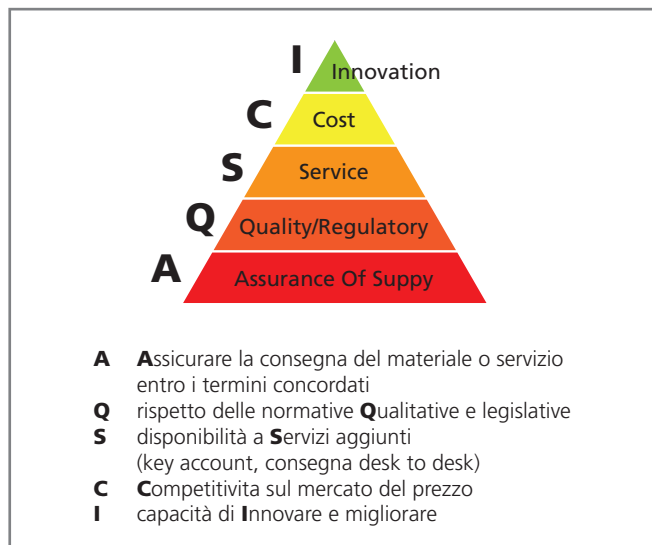 I Innovation
C Cost
S Service
Q Quality/Regulatory
A Assurance Of Suppy
A Assicurare la consegna del materiale o servizio
entro i termini concordati
Q rispetto delle normative Qualitative e legislative
S disponibilità a Servizi aggiunti
(key account, consegna desk to desk)
C Competitivita sul mercato del prezzo
I capacità di Innovare e migliorare